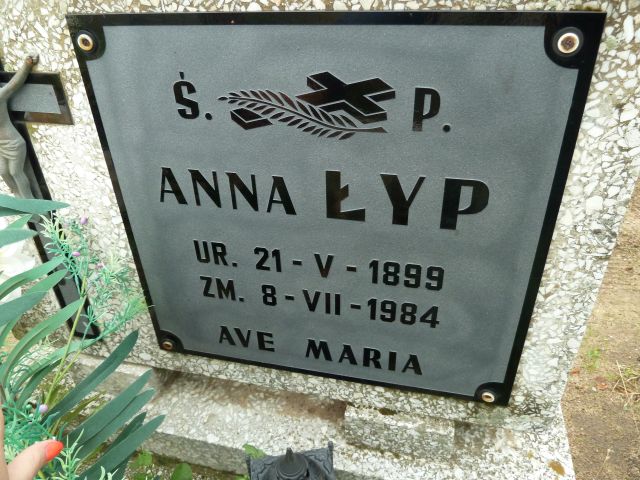 Ś. P.
ANNA ŁYP
UR. 21-V-1899
ZM. 8-VII-1984
AVE MARIA